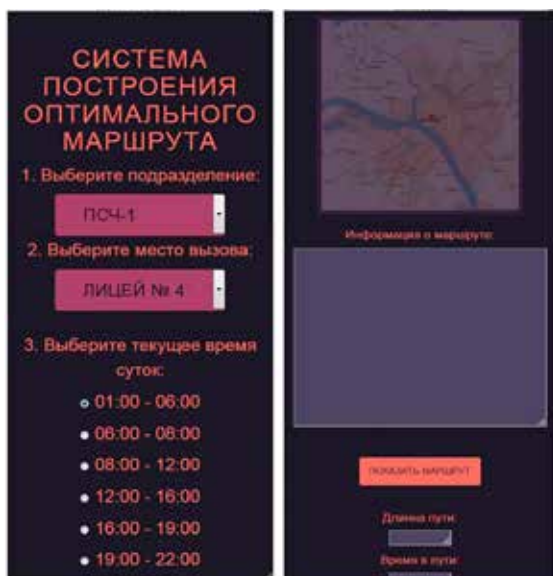 СИСТЕМА
ПОСТРОЕНИЯ
ОПТИМАЛЬНОГО
МАРШРУТА
1. Выберите подразделение:
ПСЧ-1
2. Выберите место вызова:
ЛИЦЕЙ № 4
3. Выберите текущее время
суток:
01:00 - 06:00
06:00 - 08:00
08:00 - 12:00
12:00 - 16:00
16:00 - 19:00
19:00 - 22:00
Информация о маршруте:
ПОКАЗАТЬ МАРШРУТ
Длинна пути:
Время в пути: